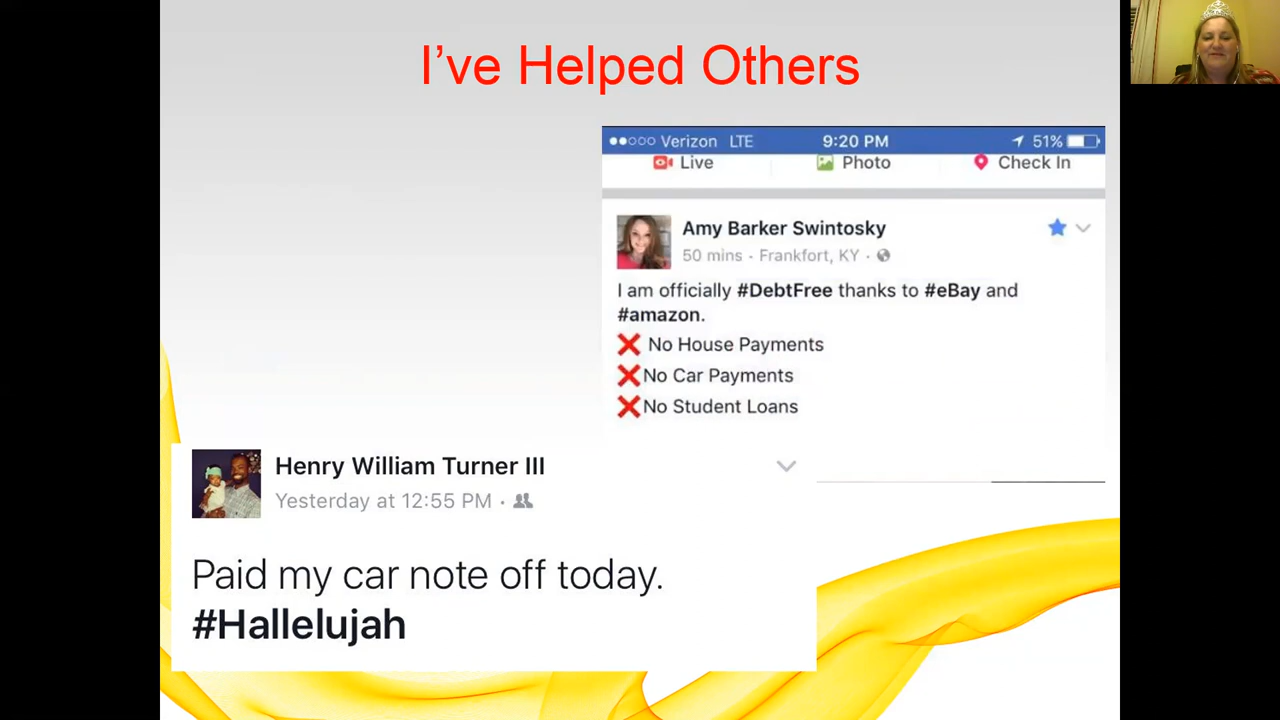 I've Helped Others
Verizon LTE 9:20 PM 51%
Live Photo Check In
Amy Barker Swintosky
50 mins · Frankfort, KY ·
I am officially #DebtFree thanks to #eBay and
#amazon.
❌ No House Payments
❌No Car Payments
❌No Student Loans
Henry William Turner III
Yesterday at 12:55 PM ·
Paid my car note off today.
#Hallelujah